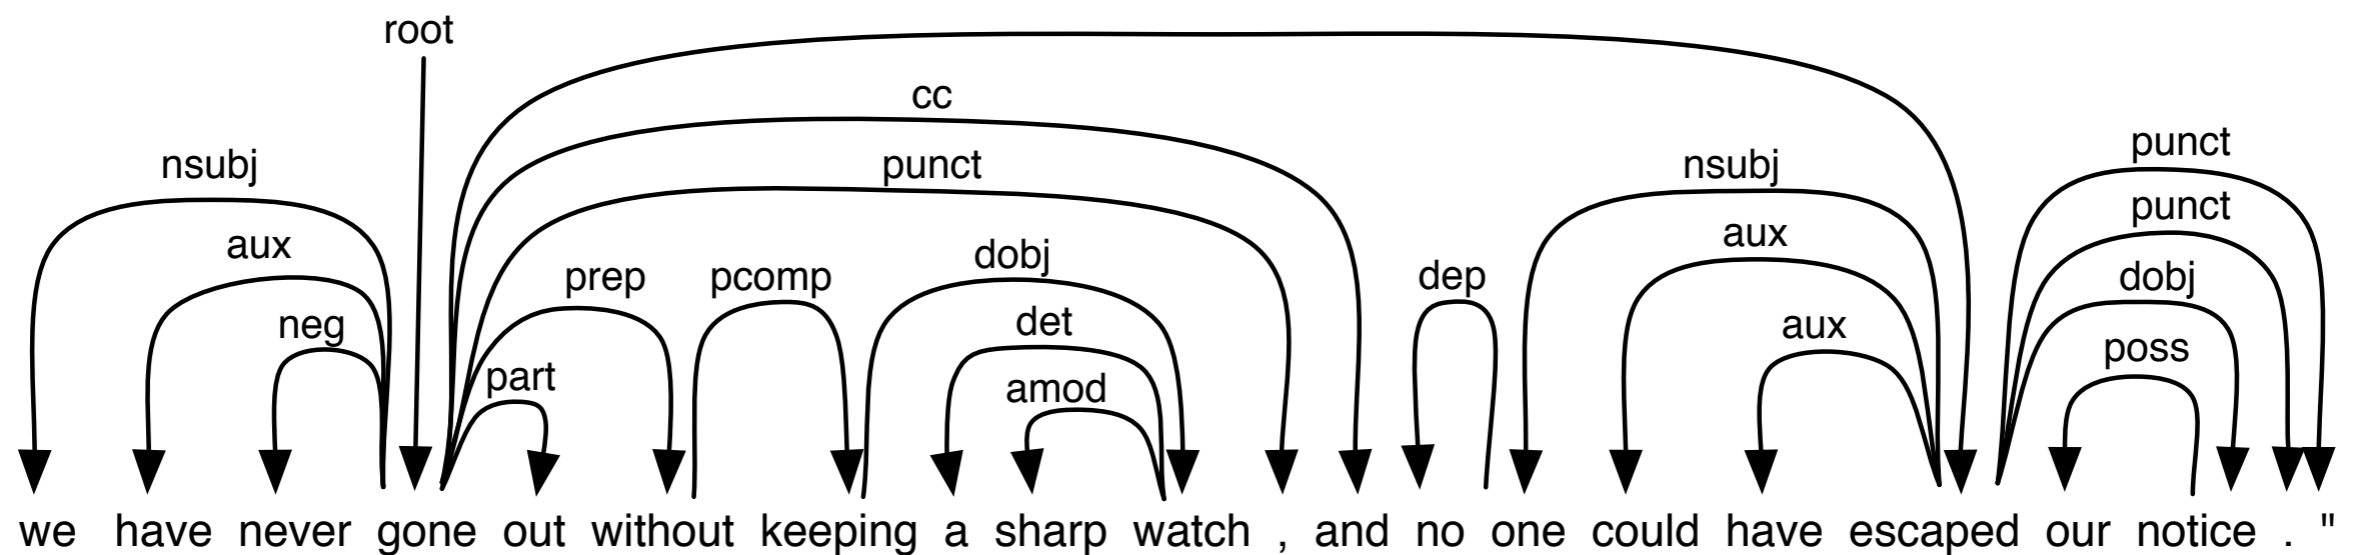 root
cc
nsubj punct nsubj punct
punct
aux dobj aux
prep pcomp dep dobj
neg det aux
part poss
amod
we have never gone out without keeping a sharp watch , and no one could have escaped our notice . "